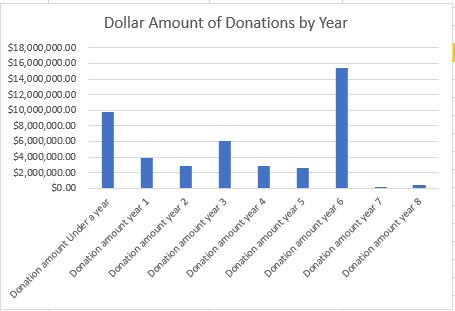 Dollar Amount of Donations by Year
$18,000,000.00
$16,000,000.00
$14,000,000.00
$12,000,000.00
$10,000,000.00
$8,000,000.00
$6,000,000.00
$4,000,000.00
$2,000,000.00
$0.00
Donation amount Under a year
Donation amount year 1
Donation amount year 2
Donation amount year 3
Donation amount year 4
Donation amount year 5
Donation amount year 6
Donation amount year 7
Donation amount year 8